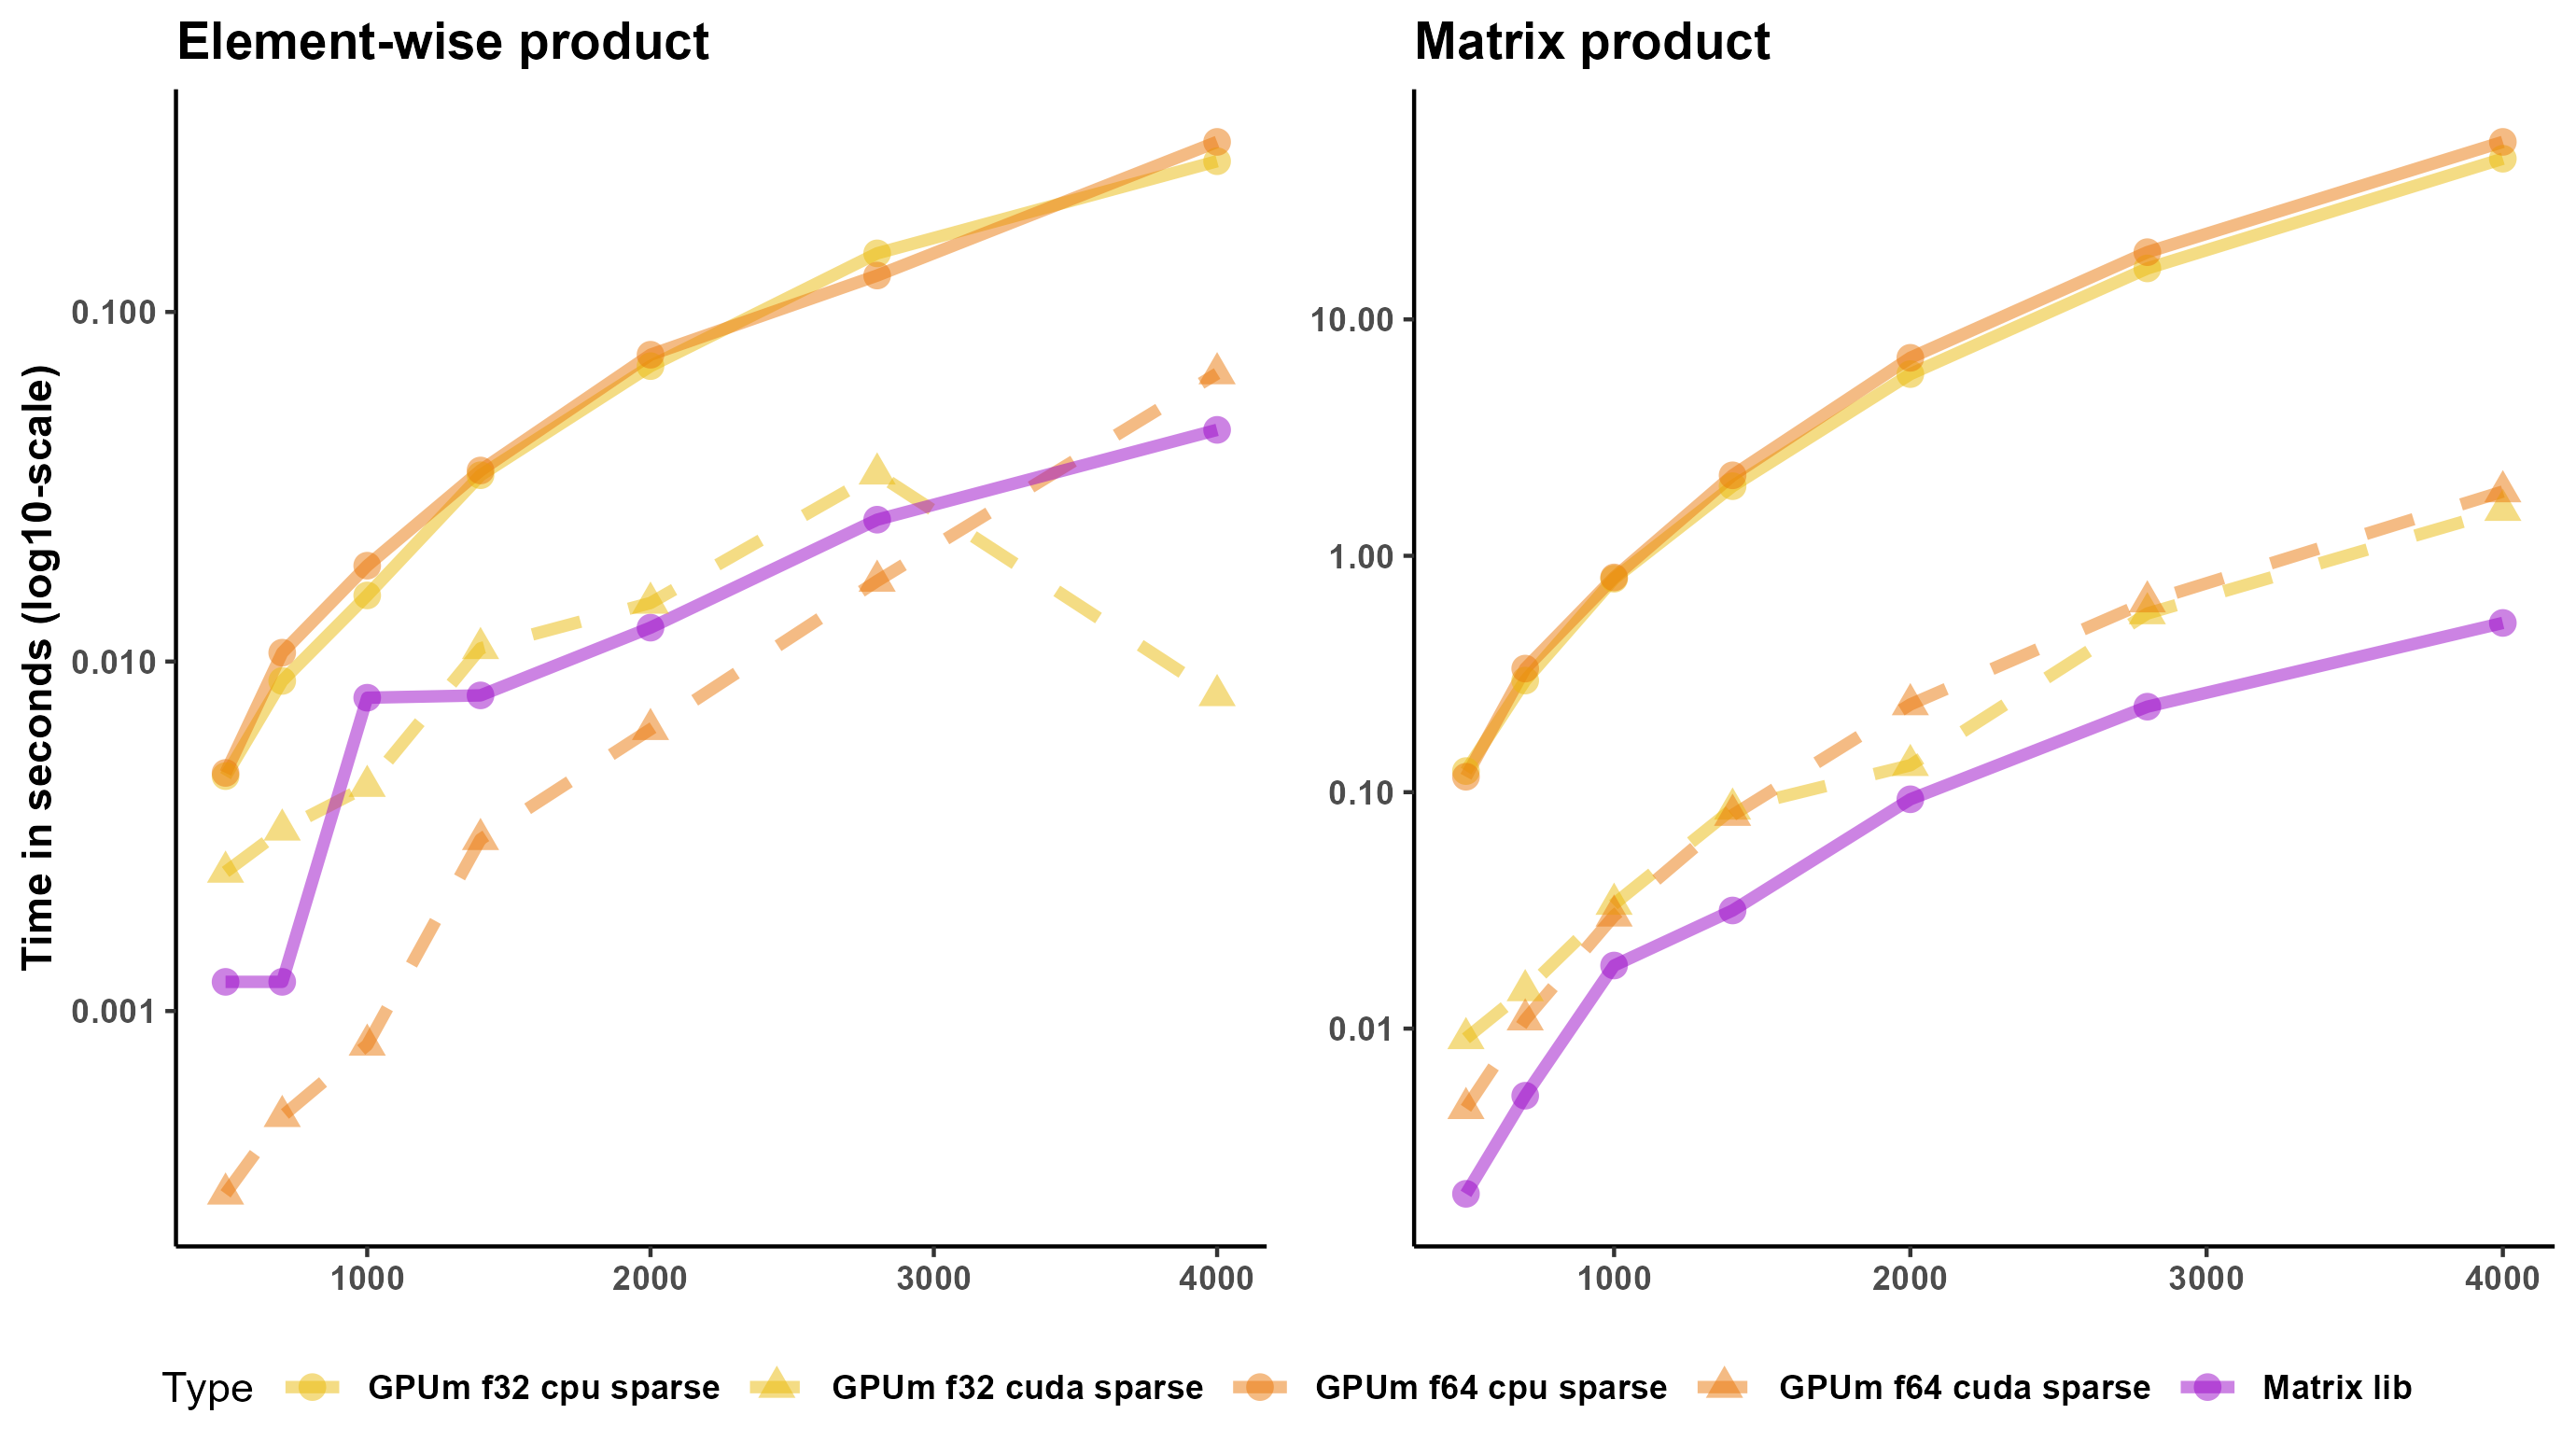 Element-wise product
Matrix product
Time in seconds (log10-scale)
0.100
0.010
0.001
1000 2000 3000 4000
10.00
1.00
0.10
0.01
1000 2000 3000 4000
Type GPUm f32 cpu sparse GPUm f32 cuda sparse GPUm f64 cpu sparse GPUm f64 cuda sparse Matrix lib